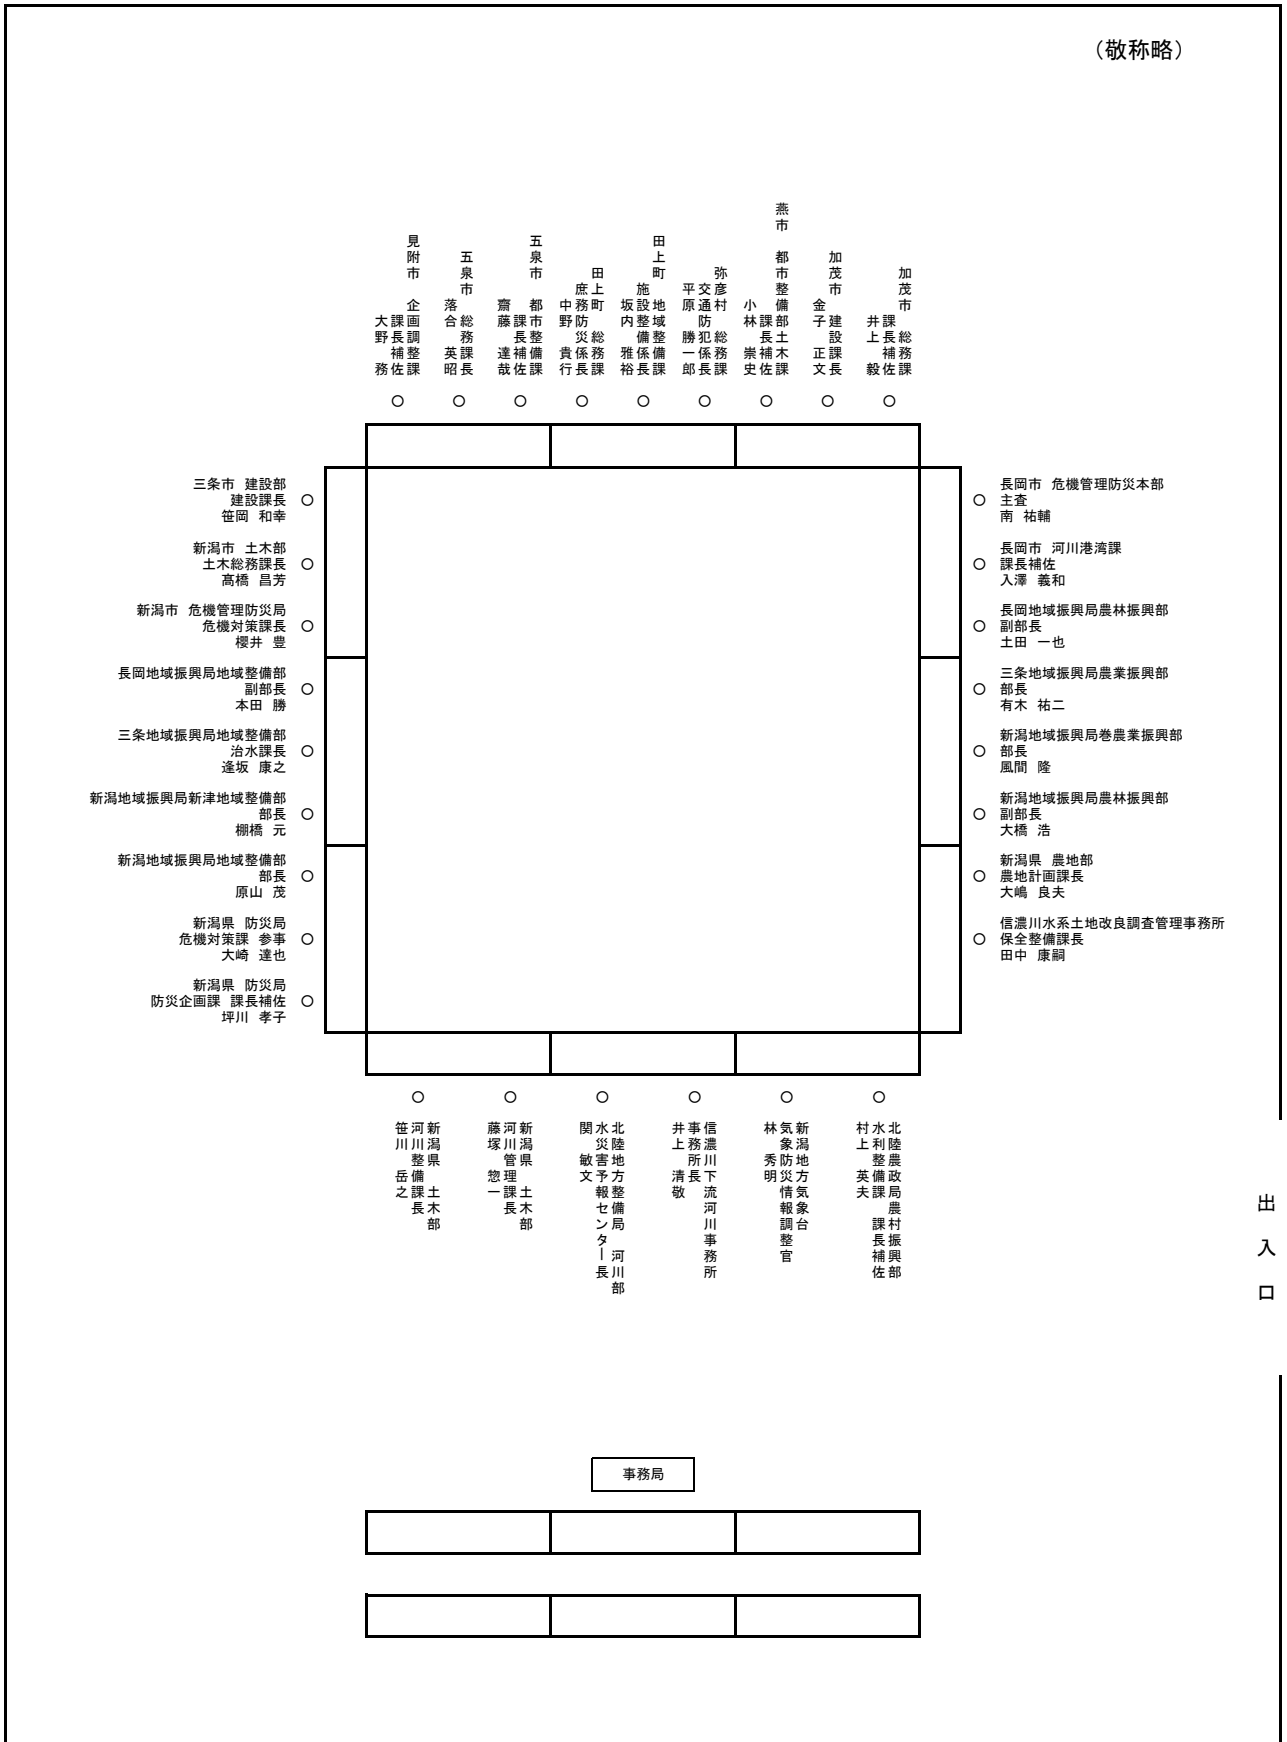 （敬称略）
見附市　企画調整課
課長補佐
大野　務
五泉市　総務課長
落合　英昭
五泉市　都市整備課
課長補佐
齋藤　達哉
田上町　総務課
庶務防災係長
中野　貴行
田上町　地域整備課
施設整備係長
坂内　雅裕
弥彦村　総務課
交通防犯係長
平原　勝一郎
燕市　都市整備部土木課
課長補佐
小林　崇史
加茂市　建設課長
金子　正文
加茂市　総務課
課長補佐
井上　毅
三条市　建設部
建設課長
笹岡　和幸
新潟市　土木部
土木総務課長
髙橋　昌芳
新潟市　危機管理防災局
危機対策課長
櫻井　豊
長岡地域振興局地域整備部
副部長
本田　勝
三条地域振興局地域整備部
治水課長
逢坂　康之
新潟地域振興局新津地域整備部
部長
棚橋　元
新潟地域振興局地域整備部
部長
原山　茂
新潟県　防災局
危機対策課　参事
大崎　達也
新潟県　防災局
防災企画課　課長補佐
坪川　孝子
長岡市　危機管理防災本部
主査
南　祐輔
長岡市　河川港湾課
課長補佐
入澤　義和
長岡地域振興局農林振興部
副部長
土田　一也
三条地域振興局農業振興部
部長
有木　祐二
新潟地域振興局巻農業振興部
部長
風間　隆
新潟地域振興局農林振興部
副部長
大橋　浩
新潟県　農地部
農地計画課長
大嶋　良夫
信濃川水系土地改良調査管理事務所
保全整備課長
田中　康嗣
新潟県　土木部
河川整備課長
笹川　岳之
新潟県　土木部
河川管理課長
藤塚　惣一
北陸地方整備局　河川部
水災害予報センター長
関　敏文
信濃川下流河川事務所
事務所長
井上　清敬
新潟地方気象台
気象防災情報調整官
林　秀明
北陸農政局農村振興部
水利整備課　課長補佐
村上　英夫
出入口
事務局